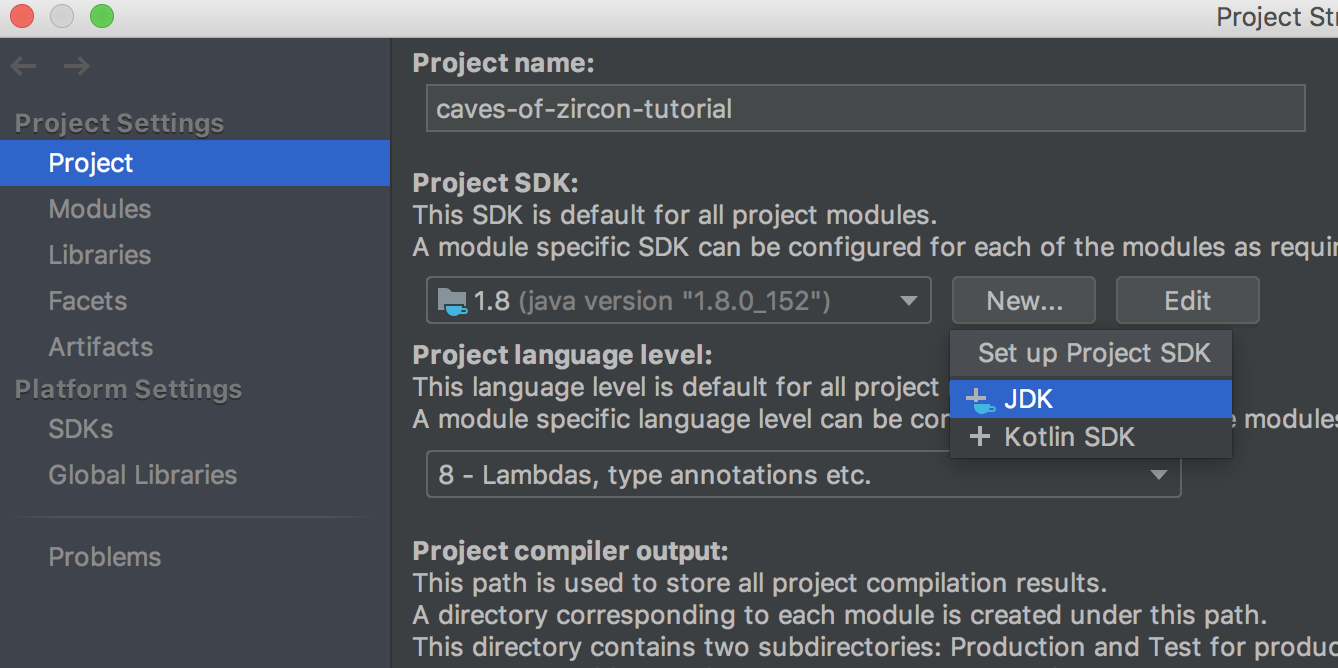 Project Str
Project Settings
Project
Modules
Libraries
Facets
Artifacts
Platform Settings
SDKs
Global Libraries
Problems
Project name:
caves-of-zircon-tutorial
Project SDK:
This SDK is default for all project modules.
A module specific SDK can be configured for each of the modules as requir
1.8 (java version "1.8.0_152")
New...
Edit
Set up Project SDK
JDK
Kotlin SDK
Project language level:
This language level is default for all project
A module specific language level can be con e modules
8 - Lambdas, type annotations etc.
Project compiler output:
This path is used to store all project compilation results.
A directory corresponding to each module is created under this path.
This directory contains two subdirectories: Production and Test for produc